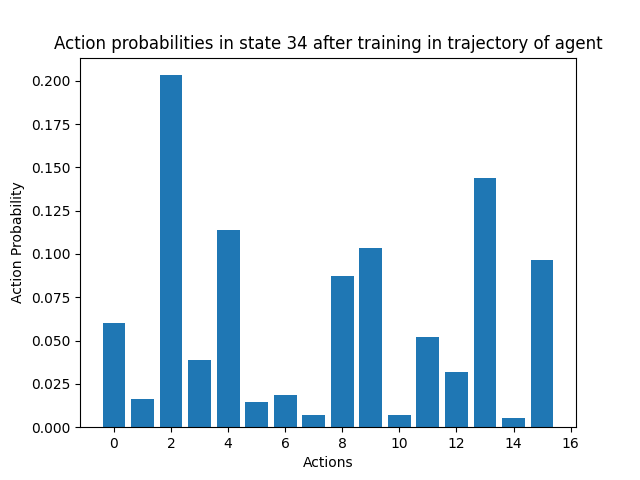 Action probabilities in state 34 after training in trajectory of agent
0.200
0.175
0.150
0.125
0.100
0.075
0.050
0.025
0.000
Action Probability
0 2 4 6 8 10 12 14 16
Actions